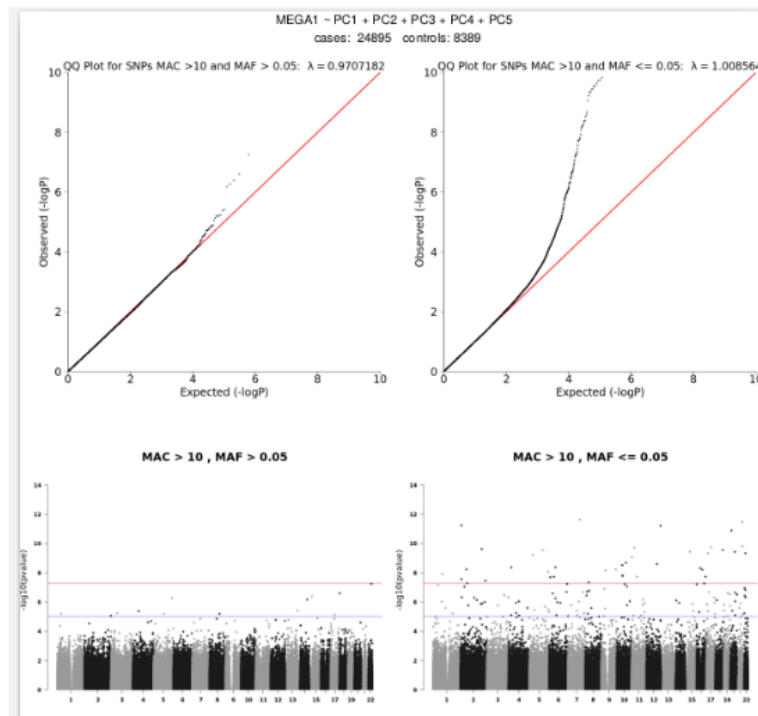 MEGA1 ~ PC1 + PC2 + PC3 + PC4 + PC5
cases: 24895 controls: 8389
QQ Plot for SNPs MAC >10 and MAF > 0.05: λ = 0.9707182
10
8
6
4
2
0
Observed (-logP)
0 2 4 6 8 10
Expected (-logP)
QQ Plot for SNPs MAC >10 and MAF <= 0.05: λ = 1.008564
10
8
6
4
2
0
Observed (-logP)
0 2 4 6 8 10
Expected (-logP)
MAC > 10 , MAF > 0.05
14
12
10
8
6
4
2
0
-log10(pvalue)
1 2 3 4 5 6 7 8 9 10 11 12 13 14 15 17 19 22
MAC > 10 , MAF <= 0.05
14
12
10
8
6
4
2
0
-log10(pvalue)
1 2 3 4 5 6 7 8 9 10 11 12 13 14 15 17 19 22